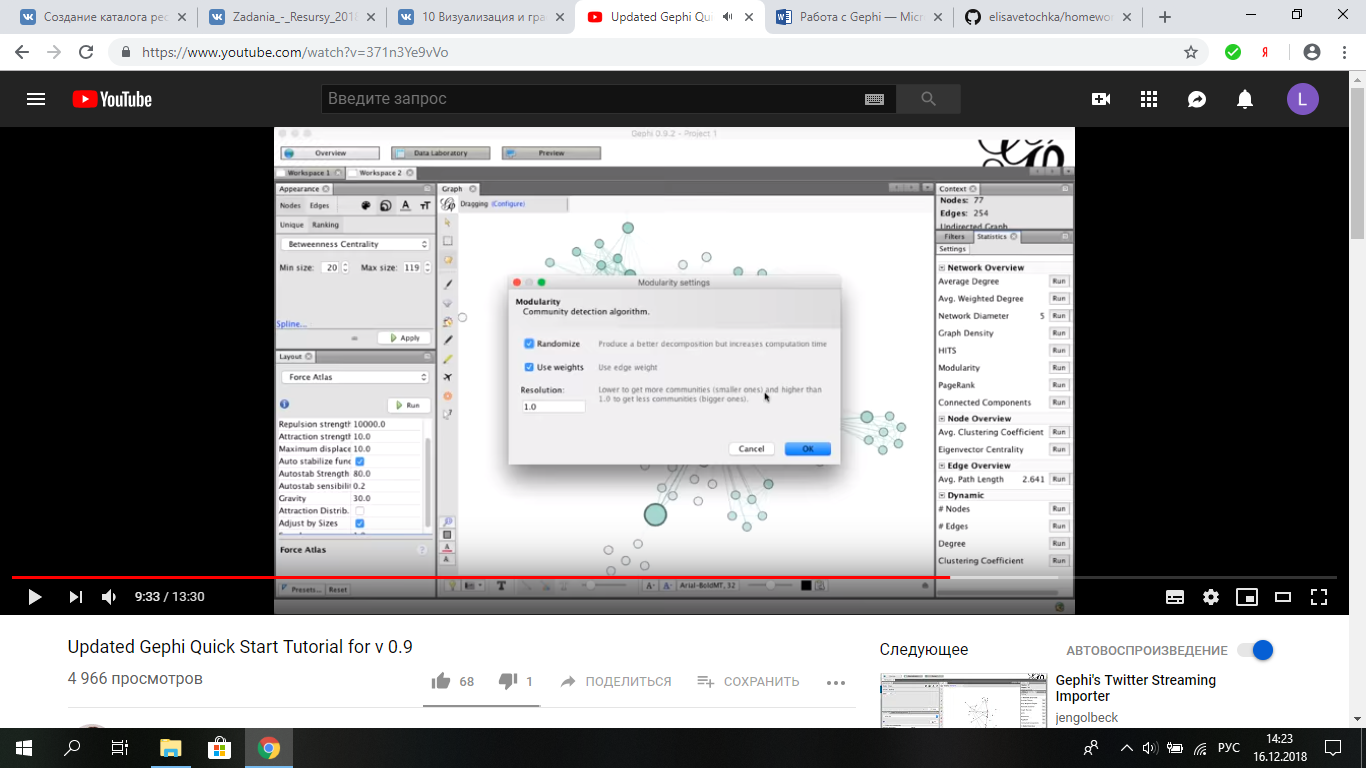 Создание каталога рес
Zadania_-_Resursy_2018
10 Визуализация и гра
Updated Gephi Qui
Работа с Gephi — Micr
elisavetochka/homewor
https://www.youtube.com/watch?v=371n3Ye9vVo
Я
YouTube
Введите запрос
L
Gephi 0.9.2 - Project 1
Overview
Data Laboratory
Preview
Workspace 1
Workspace 2
Appearance
Nodes Edges
Unique Ranking
Betweenness Centrality
Min size: 20 Max size: 119
Spline...
Apply
Layout
Force Atlas
Run
Repulsion strengt 10000.0
Attraction strengt 10.0
Maximum displace 10.0
Auto stabilize func
Autostab Strength 80.0
Autostab sensibili 0.2
Gravity 30.0
Attraction Distrib.
Adjust by Sizes
Force Atlas
Presets... Reset
Graph
Dragging (Configure)
Modularity settings
Modularity
Community detection algorithm.
Randomize Produce a better decomposition but increases computation time
Use weights Use edge weight
Resolution: Lower to get more communities (smaller ones) and higher than
1.0 to get less communities (bigger ones).
1.0
Cancel OK
T A A Arial-BoldMT, 32
Context
Nodes: 77
Edges: 254
Undirected Graph
Filters Statistics
Settings
Network Overview
Average Degree Run
Avg. Weighted Degree Run
Network Diameter 5 Run
Graph Density Run
HITS Run
Modularity Run
PageRank Run
Connected Components Run
Node Overview
Avg. Clustering Coefficient Run
Eigenvector Centrality Run
Edge Overview
Avg. Path Length 2.641 Run
Dynamic
# Nodes Run
# Edges Run
Degree Run
Clustering Coefficient Run
9:33 / 13:30
Updated Gephi Quick Start Tutorial for v 0.9
4 966 просмотров
68
1
ПОДЕЛИТЬСЯ
СОХРАНИТЬ
Следующее
АВТОВОСПРОИЗВЕДЕНИЕ
Gephi's Twitter Streaming
Importer
jengolbeck
РУС
14:23
16.12.2018